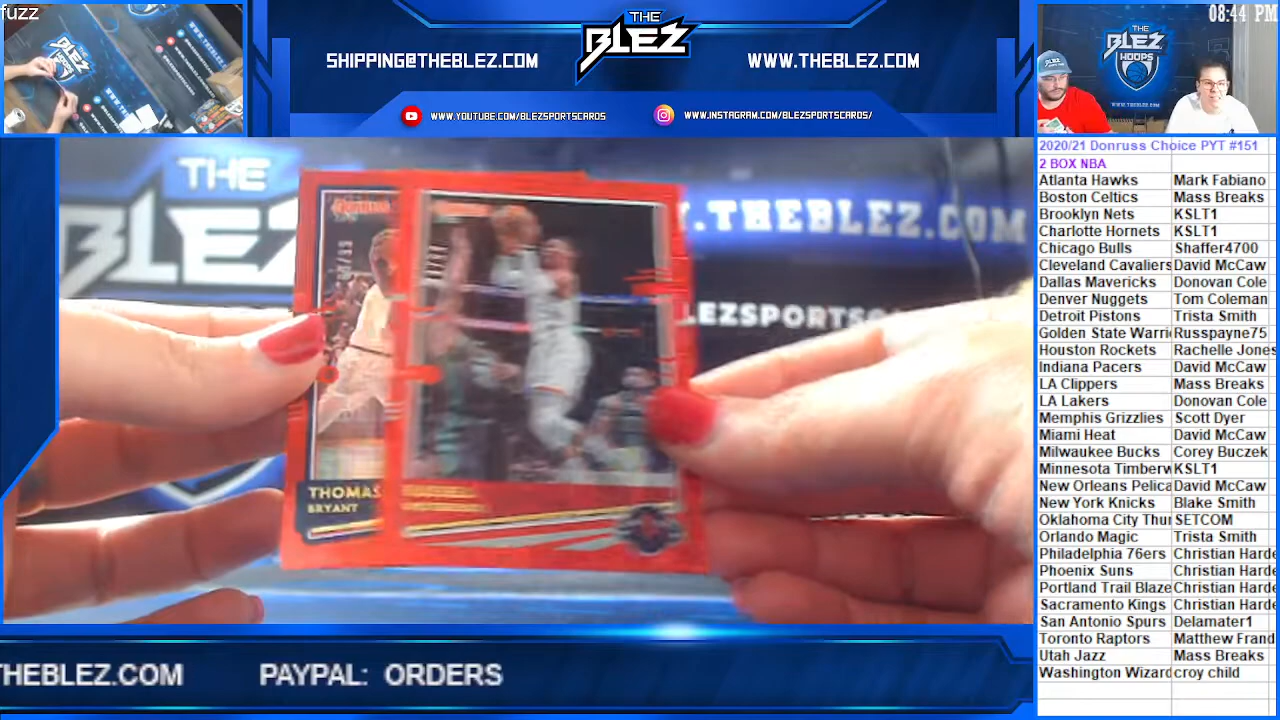 fuzz
THE
BLEZ
SHIPPING@THEBLEZ.COM
WWW.THEBLEZ.COM
WWW.YOUTUBE.COM/BLEZSPORTSCARDS
WWW.INSTAGRAM.COM/BLEZSPORTSCARDS/
08:44 PM
THE
BLEZ
HOOPS
2020/21 Donruss Choice PYT #151
2 BOX NBA
Atlanta Hawks Mark Fabiano
Boston Celtics Mass Breaks
Brooklyn Nets KSLT1
Charlotte Hornets KSLT1
Chicago Bulls Shaffer4700
Cleveland Cavaliers David McCaw
Dallas Mavericks Donovan Cole
Denver Nuggets Tom Coleman
Detroit Pistons Trista Smith
Golden State Warri Russpayne75
Houston Rockets Rachelle Jones
Indiana Pacers David McCaw
LA Clippers Mass Breaks
LA Lakers Donovan Cole
Memphis Grizzlies Scott Dyer
Miami Heat David McCaw
Milwaukee Bucks Corey Buczek
Minnesota Timberw KSLT1
New Orleans Pelica David McCaw
New York Knicks Blake Smith
Oklahoma City Thun SETCOM
Orlando Magic Trista Smith
Philadelphia 76ers Christian Harde
Phoenix Suns Christian Harde
Portland Trail Blaze Christian Harde
Sacramento Kings Christian Harde
San Antonio Spurs Delamater1
Toronto Raptors Matthew Frand
Utah Jazz Mass Breaks
Washington Wizard croy child
THE
BLEZ
.THEBLEZ.COM
LEZSPORTS
THOMAS
BRYANT
THEBLEZ.COM
PAYPAL: ORDERS